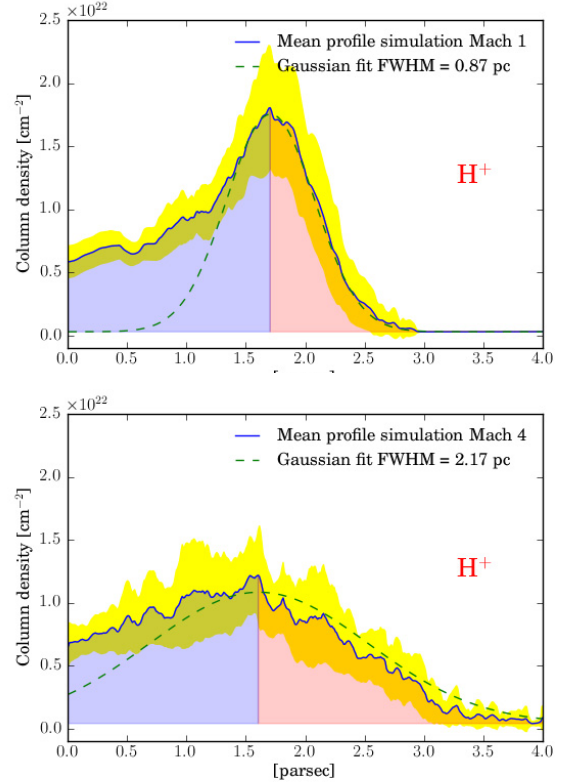 ×10²²
2.5
Mean profile simulation Mach 1
Gaussian fit FWHM = 0.87 pc
2.0
1.5
H⁺
1.0
0.5
0.0
Column density [cm⁻²]
0.0 0.5 1.0 1.5 2.0 2.5 3.0 3.5 4.0
×10²²
2.5
Mean profile simulation Mach 4
Gaussian fit FWHM = 2.17 pc
2.0
1.5
H⁺
1.0
0.5
0.0
Column density [cm⁻²]
0.0 0.5 1.0 1.5 2.0 2.5 3.0 3.5 4.0
[parsec]